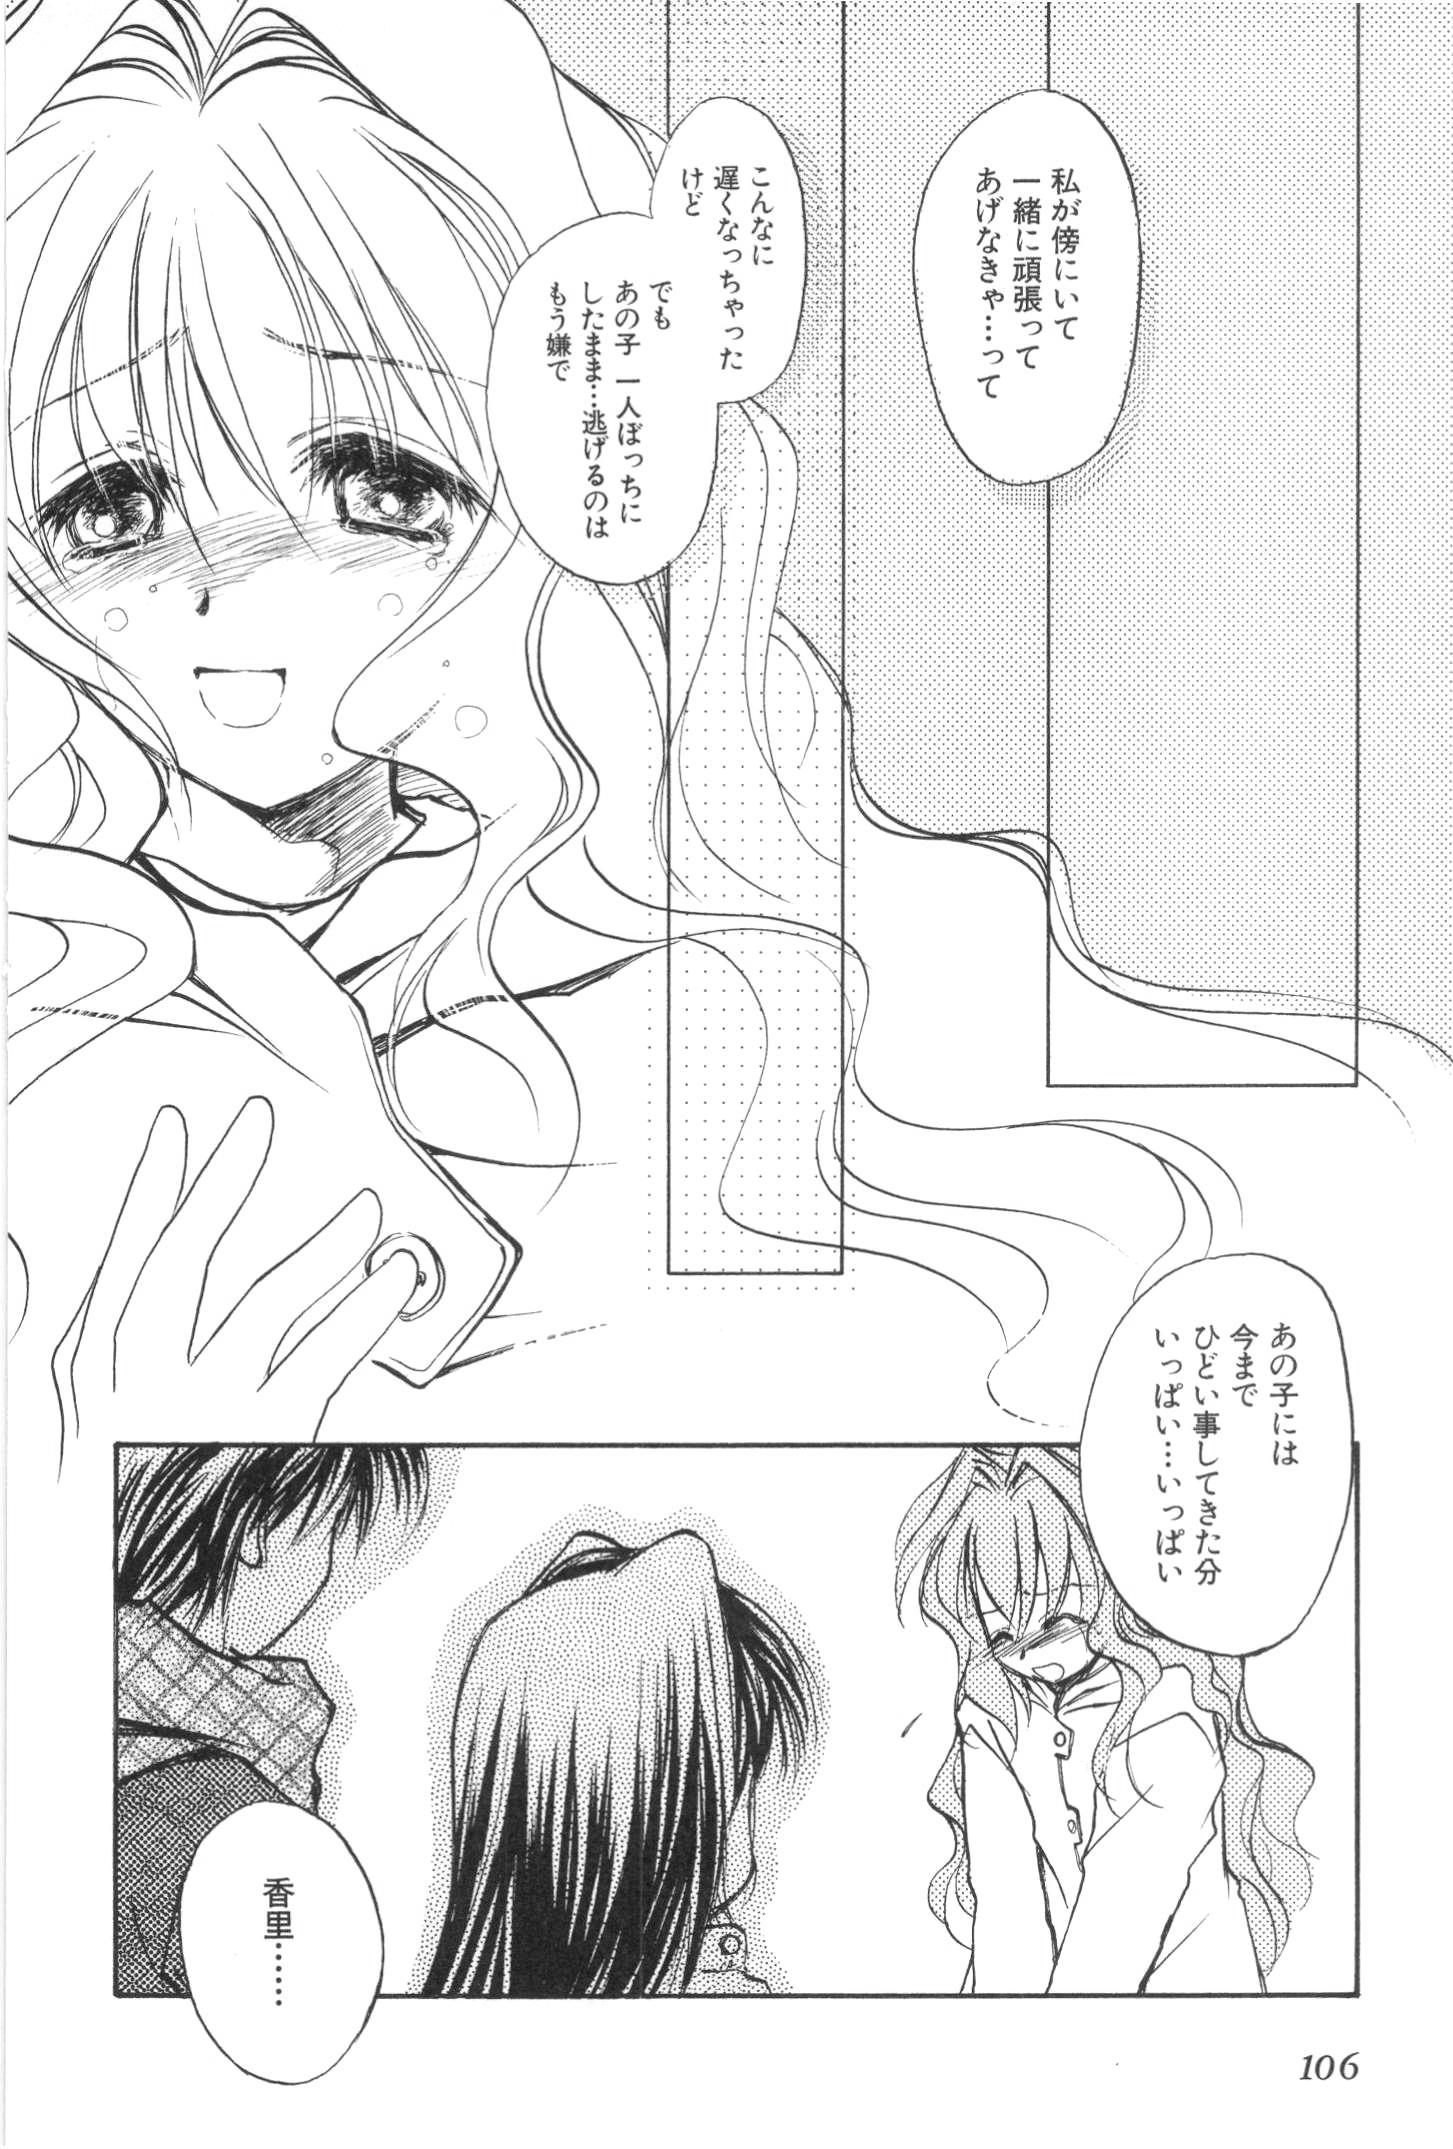 私が傍にいて
一緒に頑張って
あげなきゃ…って
こんなに
遅くなっちゃった
けど
でも
あの子 一人ぼっちに
したまま…逃げるのは
もう嫌で
あの子には
今まで
ひどい事してきた分
いっぱい…いっぱい
香里……
106